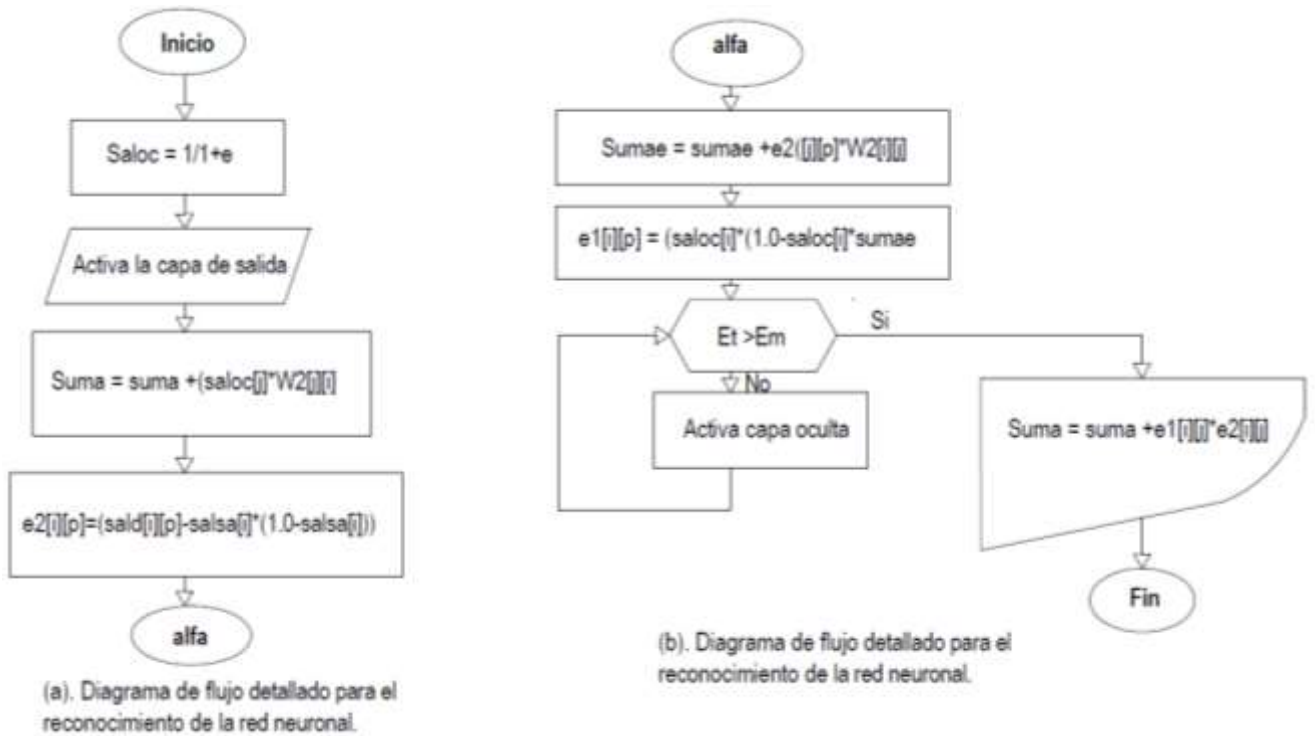 Inicio
Saloc = 1/1+e
Activa la capa de salida
Suma = suma +(saloc[j]*W2[j][i]
e2[i][p]=(sald[i][p]-salsa[i]*(1.0-salsa[i]))
alfa
(a). Diagrama de flujo detallado para el
reconocimiento de la red neuronal.
alfa
Sumae = sumae +e2([j][p]*W2[i][j]
e1[i][p] = (saloc[i]*(1.0-saloc[i]*sumae
Et >Em
Si
No
Activa capa oculta
Suma = suma +e1[i][j]*e2[i][j]
Fin
(b). Diagrama de flujo detallado para el
reconocimiento de la red neuronal.